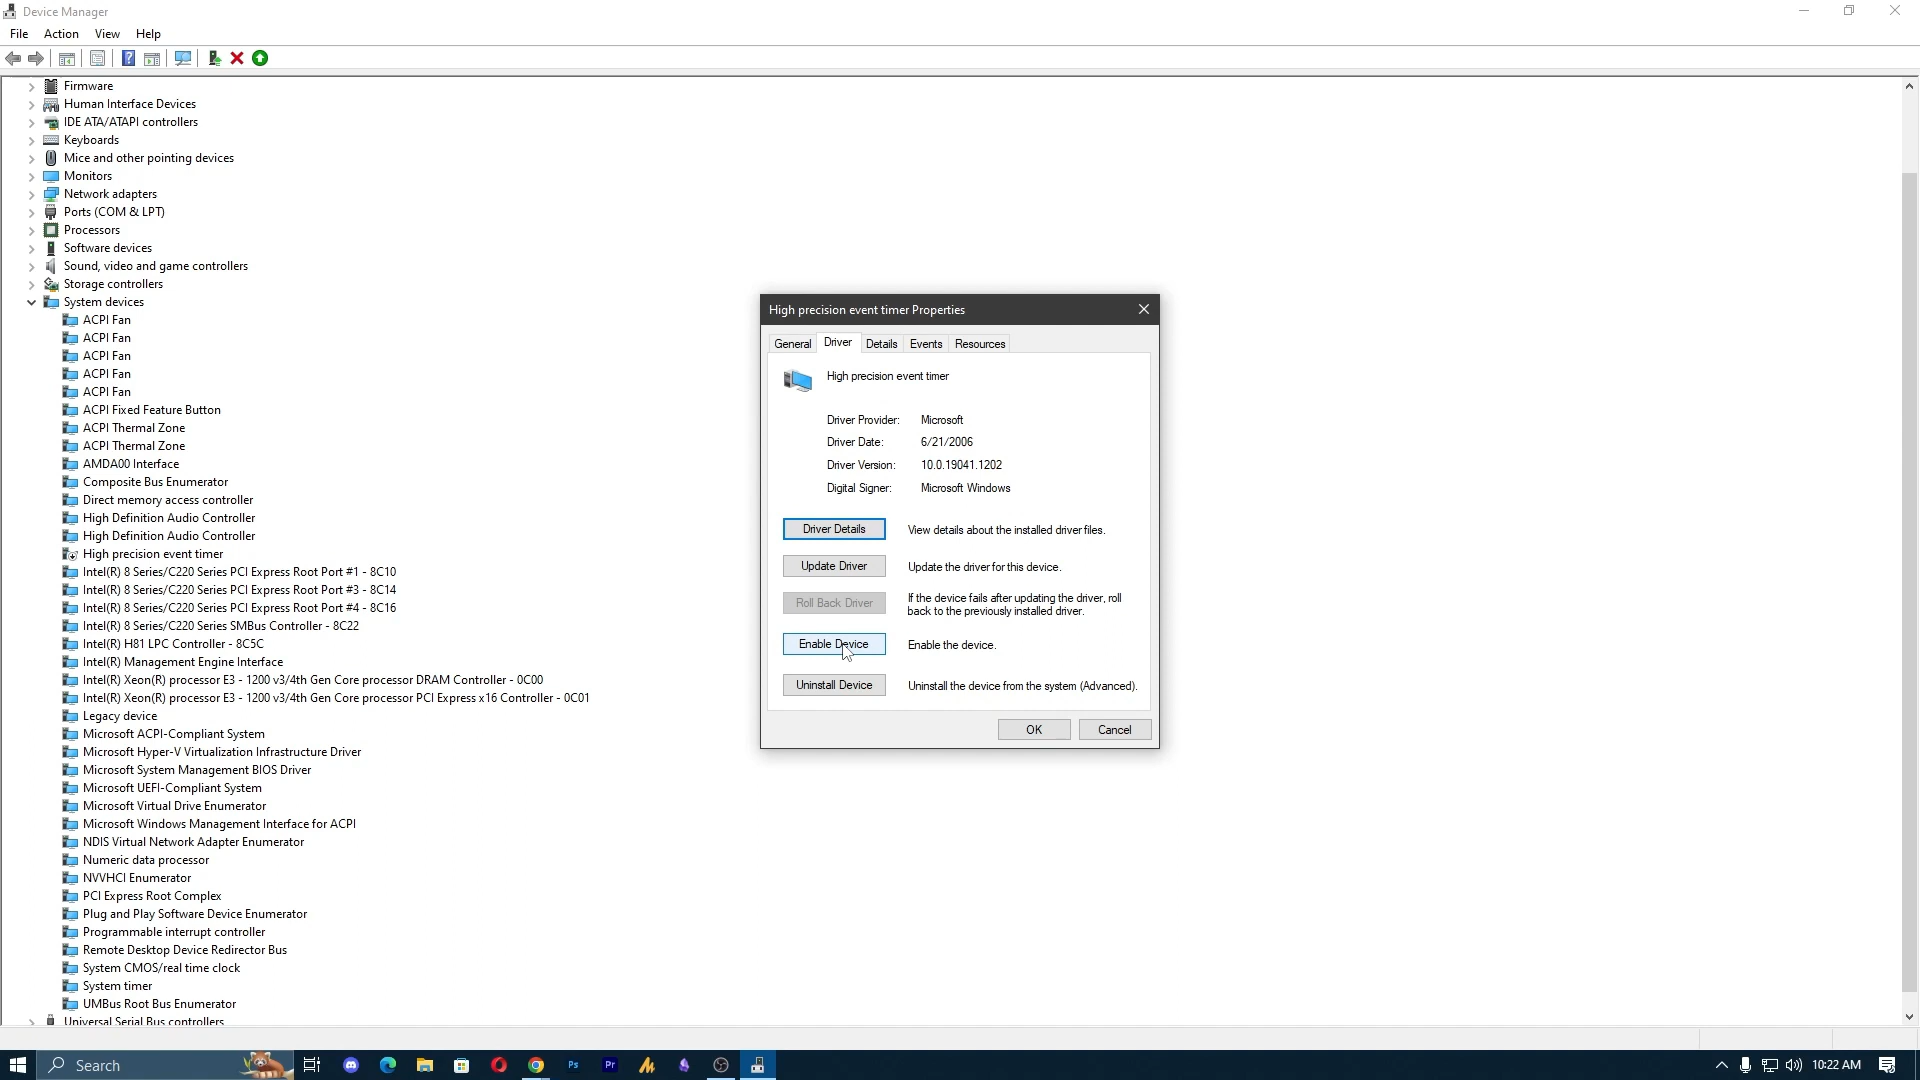 Device Manager
File Action View Help
Firmware
Human Interface Devices
IDE ATA/ATAPI controllers
Keyboards
Mice and other pointing devices
Monitors
Network adapters
Ports (COM & LPT)
Processors
Software devices
Sound, video and game controllers
Storage controllers
System devices
ACPI Fan
ACPI Fan
ACPI Fan
ACPI Fan
ACPI Fan
ACPI Fixed Feature Button
ACPI Thermal Zone
ACPI Thermal Zone
AMDA00 Interface
Composite Bus Enumerator
Direct memory access controller
High Definition Audio Controller
High Definition Audio Controller
High precision event timer
Intel(R) 8 Series/C220 Series PCI Express Root Port #1 - 8C10
Intel(R) 8 Series/C220 Series PCI Express Root Port #3 - 8C14
Intel(R) 8 Series/C220 Series PCI Express Root Port #4 - 8C16
Intel(R) 8 Series/C220 Series SMBus Controller - 8C22
Intel(R) H81 LPC Controller - 8C5C
Intel(R) Management Engine Interface
Intel(R) Xeon(R) processor E3 - 1200 v3/4th Gen Core processor DRAM Controller - 0C00
Intel(R) Xeon(R) processor E3 - 1200 v3/4th Gen Core processor PCI Express x16 Controller - 0C01
Legacy device
Microsoft ACPI-Compliant System
Microsoft Hyper-V Virtualization Infrastructure Driver
Microsoft System Management BIOS Driver
Microsoft UEFI-Compliant System
Microsoft Virtual Drive Enumerator
Microsoft Windows Management Interface for ACPI
NDIS Virtual Network Adapter Enumerator
Numeric data processor
NVVHCI Enumerator
PCI Express Root Complex
Plug and Play Software Device Enumerator
Programmable interrupt controller
Remote Desktop Device Redirector Bus
System CMOS/real time clock
System timer
UMBus Root Bus Enumerator
Universal Serial Bus controllers
High precision event timer Properties
General Driver Details Events Resources
High precision event timer
Driver Provider: Microsoft
Driver Date: 6/21/2006
Driver Version: 10.0.19041.1202
Digital Signer: Microsoft Windows
Driver Details View details about the installed driver files.
Update Driver Update the driver for this device.
Roll Back Driver If the device fails after updating the driver, roll
back to the previously installed driver.
Enable Device Enable the device.
Uninstall Device Uninstall the device from the system (Advanced).
OK Cancel
Search Ps Pr 10:22 AM